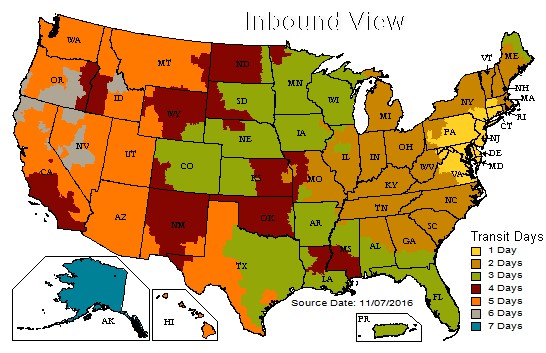 Inbound View
WA
MT
ND
MN
ME
VT
OR
ID
SD
WI
MI
NY
NH
MA
RI
CT
WY
NE
IA
PA
NJ
NV
UT
CO
KS
MO
IL
IN
OH
WV
VA
DE
MD
CA
KY
AZ
NM
OK
AR
TN
NC
SC
TX
LA
MS
AL
GA
FL
AK
HI
PR
Source Date: 11/07/2016
Transit Days
1 Day
2 Days
3 Days
4 Days
5 Days
6 Days
7 Days